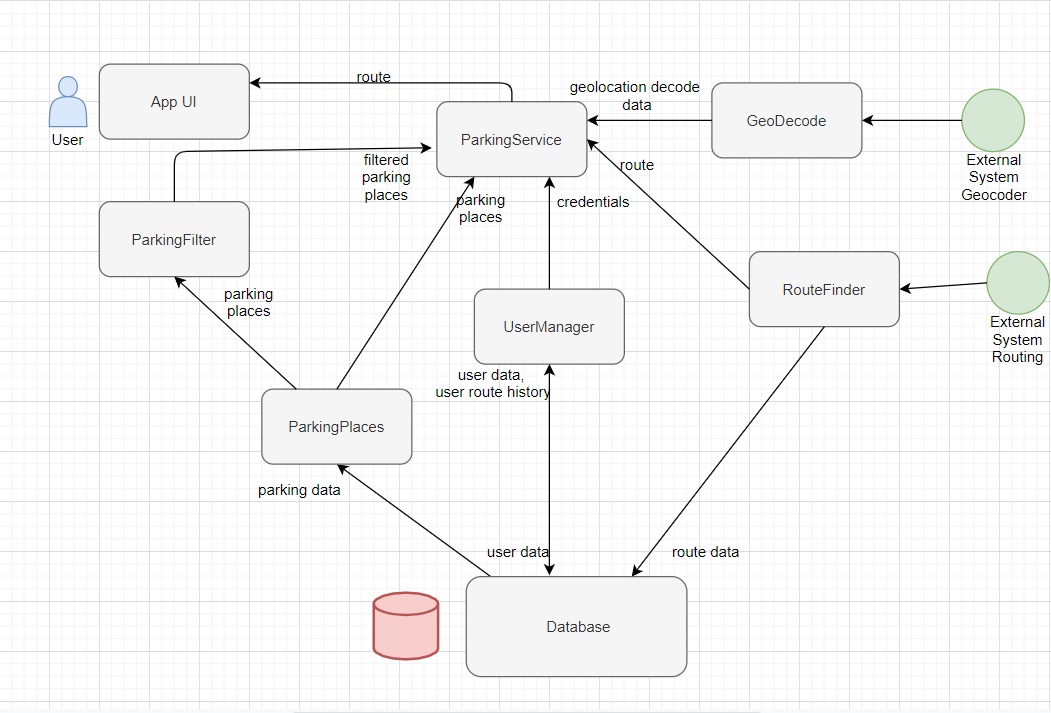 route
App UI
User
geolocation decode
data
GeoDecode
ParkingService
External
System
Geocoder
filtered
parking
places
route
parking
places
credentials
ParkingFilter
parking
places
RouteFinder
External
System
Routing
UserManager
user data,
user route history
ParkingPlaces
parking data
user data
route data
Database